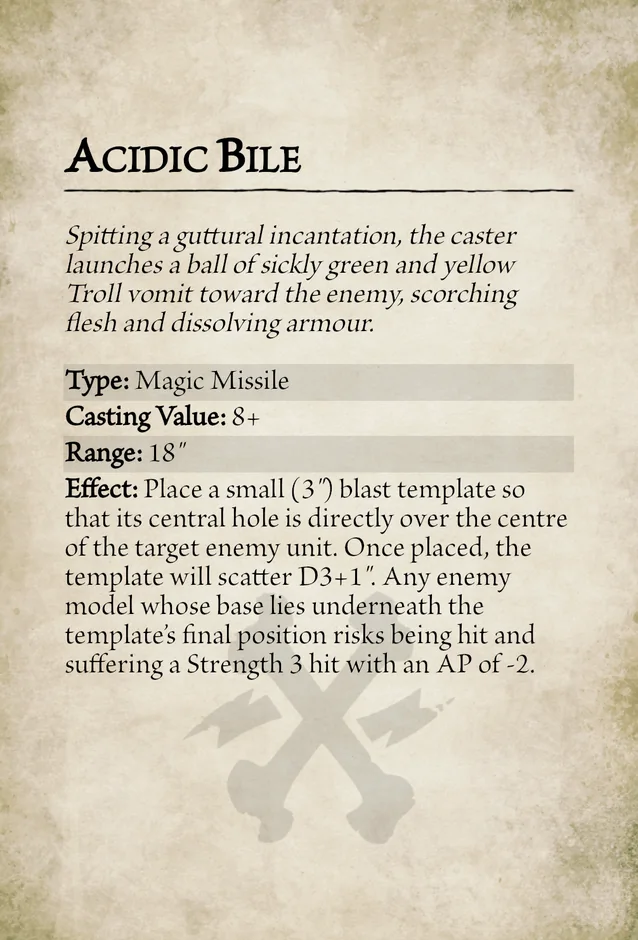 Acidic Bile
Spitting a guttural incantation, the caster
launches a ball of sickly green and yellow
Troll vomit toward the enemy, scorching
flesh and dissolving armour.
Type: Magic Missile
Casting Value: 8+
Range: 18"
Effect: Place a small (3") blast template so
that its central hole is directly over the centre
of the target enemy unit. Once placed, the
template will scatter D3+1". Any enemy
model whose base lies underneath the
template's final position risks being hit and
suffering a Strength 3 hit with an AP of -2.